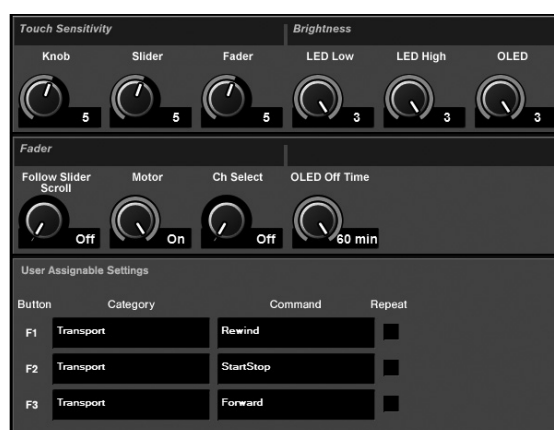 Touch Sensitivity Brightness
Knob Slider Fader LED Low LED High OLED
5 5 5 3 3 3
Fader
Follow Slider Scroll Motor Ch Select OLED Off Time
Off On Off 60 min
User Assignable Settings
Button Category Command Repeat
F1 Transport Rewind
F2 Transport StartStop
F3 Transport Forward